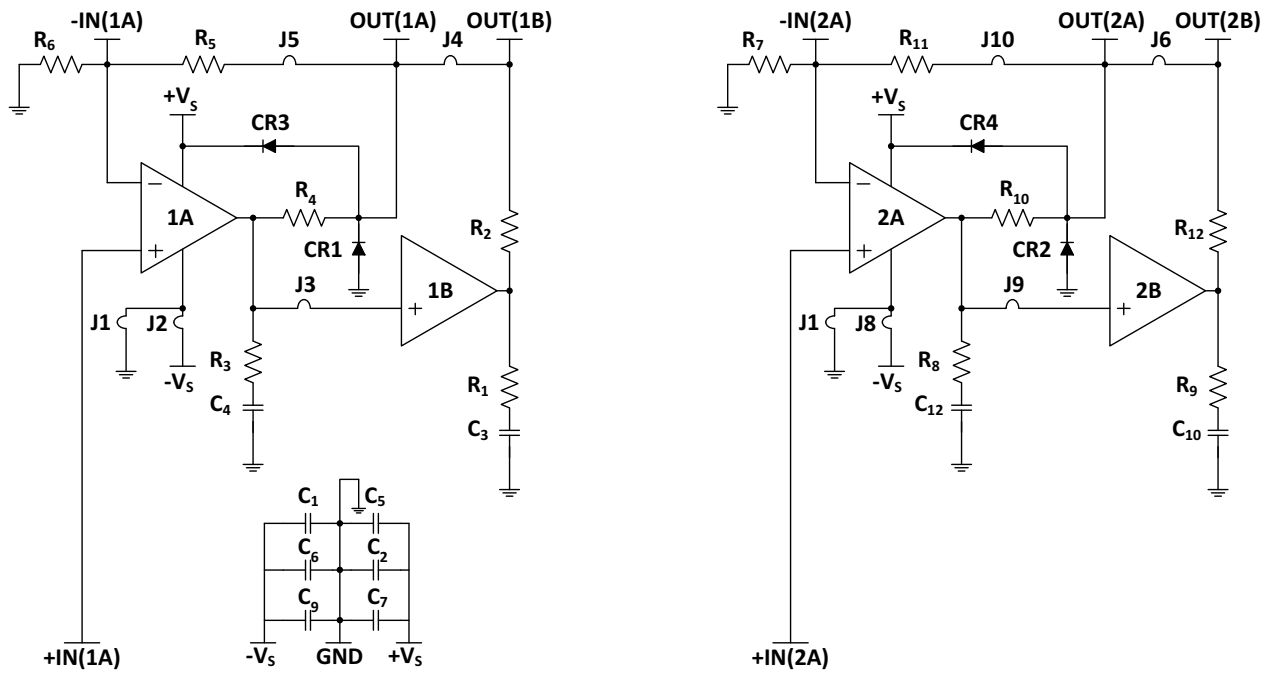 -IN(1A)
OUT(1A)
OUT(1B)
R6
R5
J5
J4
+VS
CR3
1A
R4
R2
CR1
J3
1B
J1
J2
-VS
R3
R1
C4
C3
C1
C5
C6
C2
C9
C7
+IN(1A)
-VS
GND
+VS
-IN(2A)
OUT(2A)
OUT(2B)
R7
R11
J10
J6
+VS
CR4
2A
R10
R12
CR2
J9
2B
J1
J8
-VS
R8
R9
C12
C10
+IN(2A)